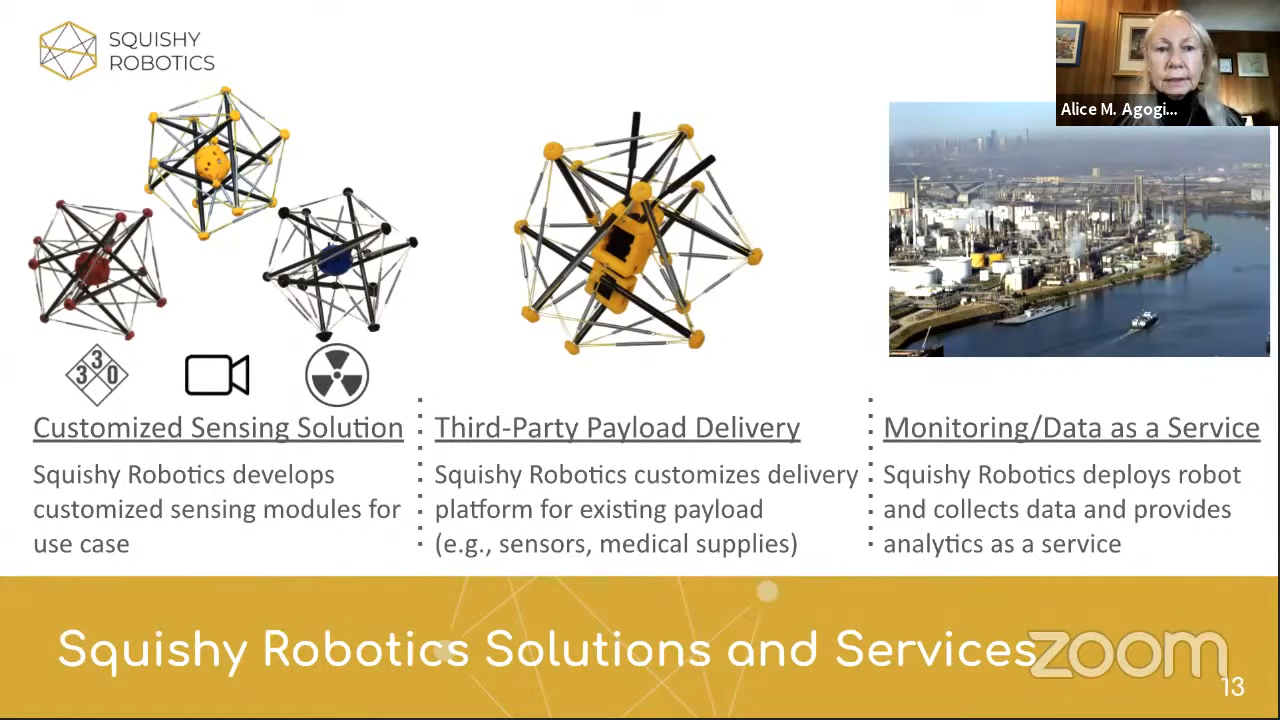 SQUISHY
ROBOTICS
Alice M. Agogi...
3
3 0
Customized Sensing Solution
Squishy Robotics develops
customized sensing modules for
use case
Third-Party Payload Delivery
Squishy Robotics customizes delivery
platform for existing payload
(e.g., sensors, medical supplies)
Monitoring/Data as a Service
Squishy Robotics deploys robot
and collects data and provides
analytics as a service
Squishy Robotics Solutions and Services
zoom
13